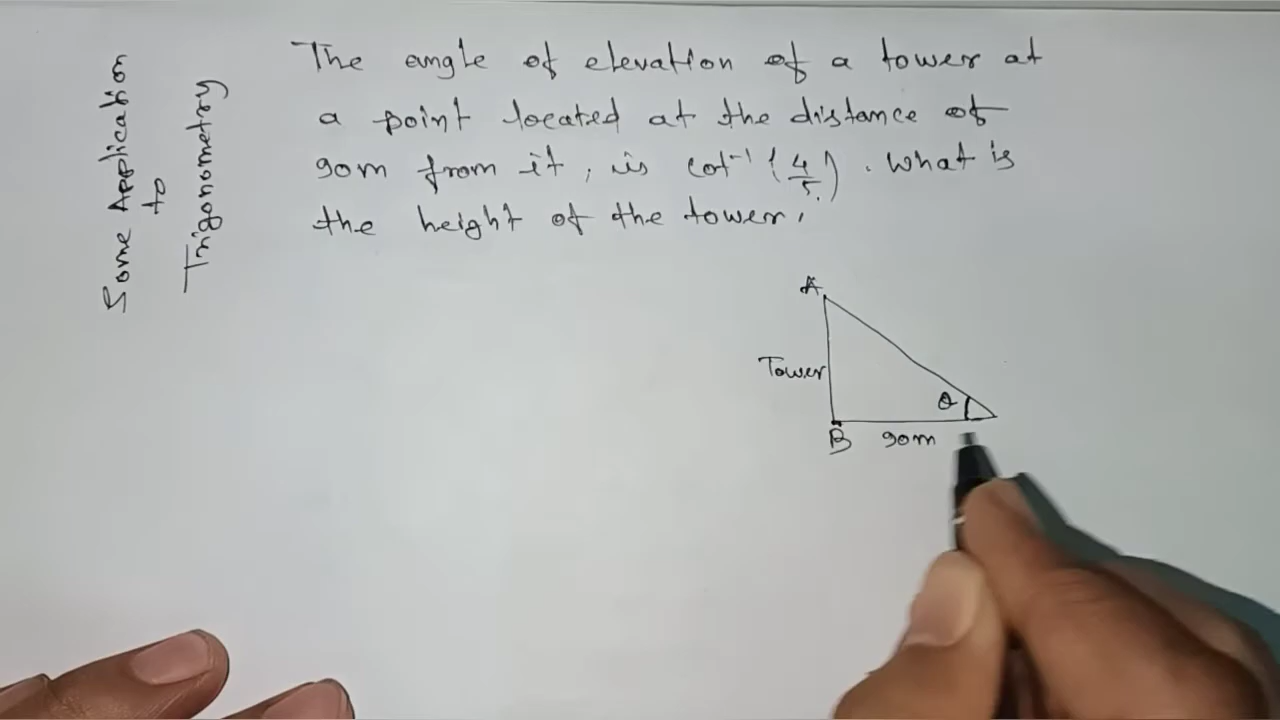 Some Application
to
Trigonometry
The angle of elevation of a tower at
a point located at the distance of
90m from it, is cot⁻¹(4/5). What is
the height of the tower.
A
Tower
θ
B
90m